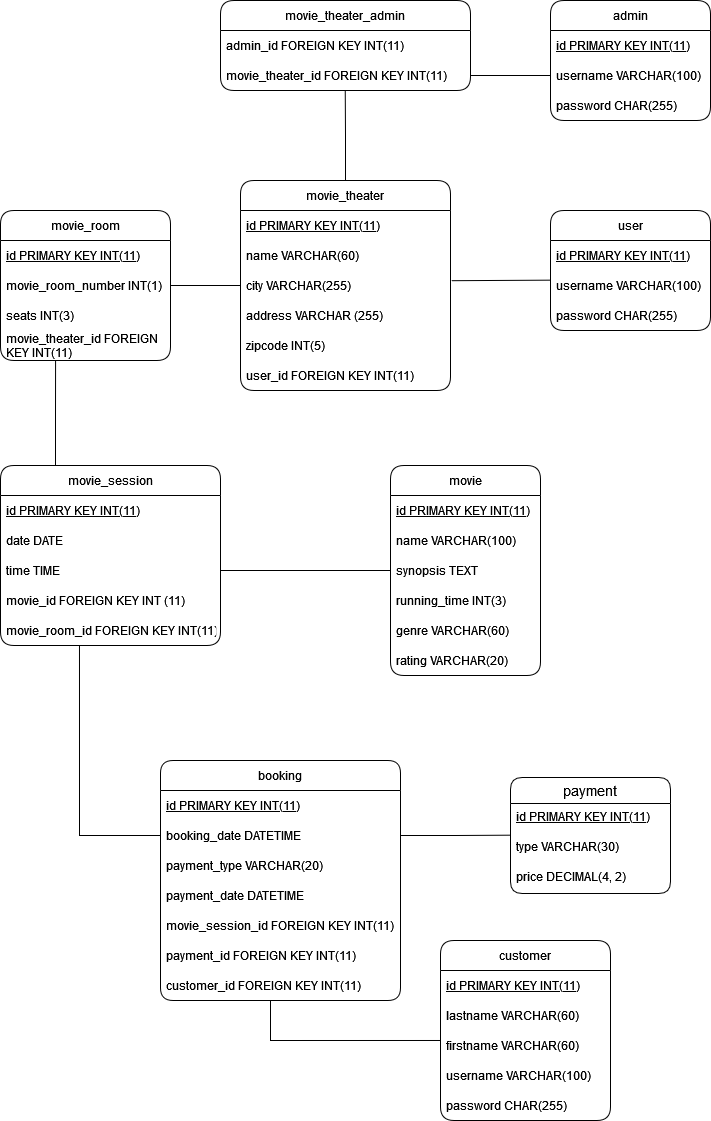 movie_theater_admin
admin_id FOREIGN KEY INT(11)
movie_theater_id FOREIGN KEY INT(11)
admin
id PRIMARY KEY INT(11)
username VARCHAR(100)
password CHAR(255)
movie_room
id PRIMARY KEY INT(11)
movie_room_number INT(1)
seats INT(3)
movie_theater_id FOREIGN
KEY INT(11)
movie_theater
id PRIMARY KEY INT(11)
name VARCHAR(60)
city VARCHAR(255)
address VARCHAR (255)
zipcode INT(5)
user_id FOREIGN KEY INT(11)
user
id PRIMARY KEY INT(11)
username VARCHAR(100)
password CHAR(255)
movie_session
id PRIMARY KEY INT(11)
date DATE
time TIME
movie_id FOREIGN KEY INT (11)
movie_room_id FOREIGN KEY INT(11)
movie
id PRIMARY KEY INT(11)
name VARCHAR(100)
synopsis TEXT
running_time INT(3)
genre VARCHAR(60)
rating VARCHAR(20)
booking
id PRIMARY KEY INT(11)
booking_date DATETIME
payment_type VARCHAR(20)
payment_date DATETIME
movie_session_id FOREIGN KEY INT(11)
payment_id FOREIGN KEY INT(11)
customer_id FOREIGN KEY INT(11)
payment
id PRIMARY KEY INT(11)
type VARCHAR(30)
price DECIMAL(4, 2)
customer
id PRIMARY KEY INT(11)
lastname VARCHAR(60)
firstname VARCHAR(60)
username VARCHAR(100)
password CHAR(255)